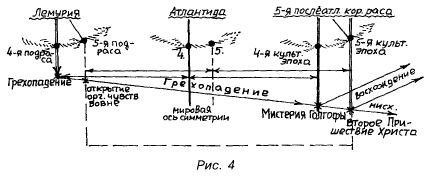 Лемурия
Атлантида
5-я послеатл. кор. раса
4-я подра-
са
5-я под-
раса
4.
5.
4-я культ.
эпоха
5-я культ.
эпоха
Грехопадение
открытие
орг. чувств
вовне
Грехопадение
мировая
ось симметрии
Мистерия Голгофы
восхождение
нисх.
Второе При-
шествие Христа
Рис. 4